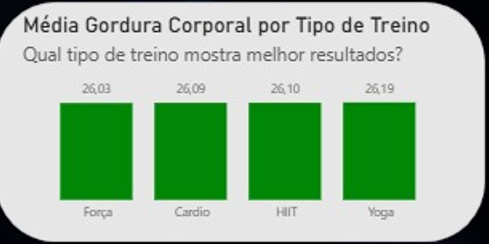 Média Gordura Corporal por Tipo de Treino
Qual tipo de treino mostra melhor resultados?
26,03 26,09 26,10 26,19
Força Cardio HIIT Yoga